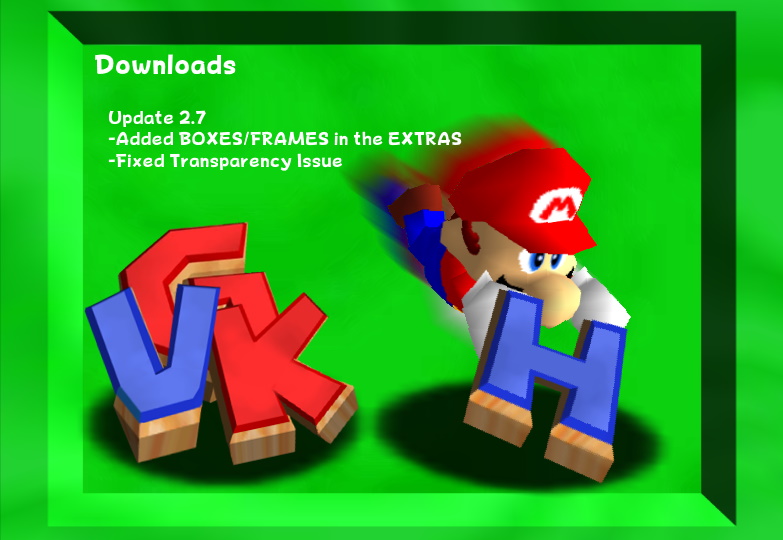 Downloads
Update 2.7
-Added BOXES/FRAMES in the EXTRAS
-Fixed Transparency Issue
M
V
K
H